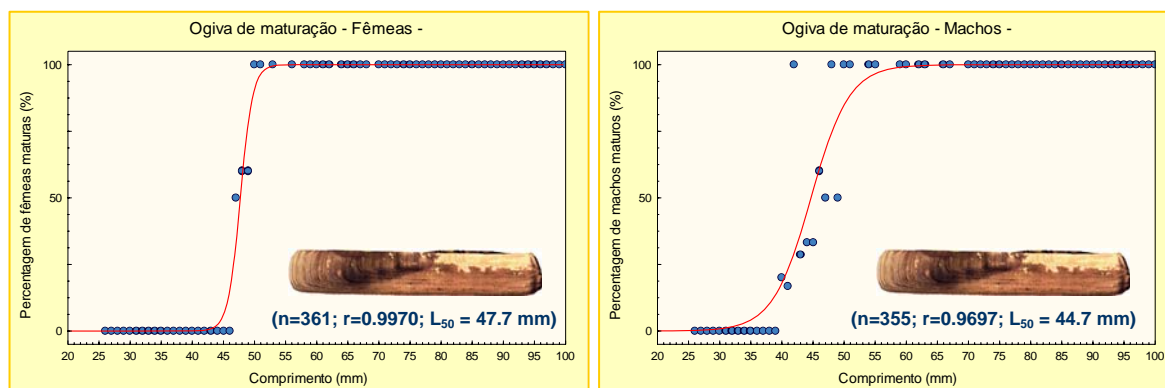 Ogiva de maturação - Fêmeas -
Percentagem de fêmeas maturas (%)
100
50
0
(n=361; r=0.9970; L50 = 47.7 mm)
20 25 30 35 40 45 50 55 60 65 70 75 80 85 90 95 100
Comprimento (mm)
Ogiva de maturação - Machos -
Percentagem de machos maturos (%)
100
50
0
(n=355; r=0.9697; L50 = 44.7 mm)
20 25 30 35 40 45 50 55 60 65 70 75 80 85 90 95 100
Comprimento (mm)